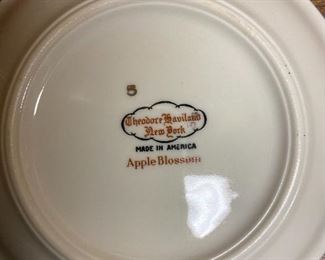 5
Theodore Haviland
New York
MADE IN AMERICA
Apple Blossom